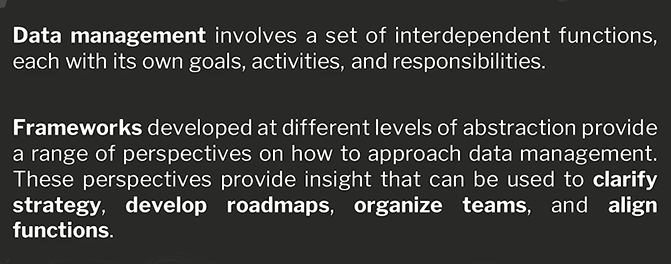 Data management involves a set of interdependent functions,
each with its own goals, activities, and responsibilities.
Frameworks developed at different levels of abstraction provide
a range of perspectives on how to approach data management.
These perspectives provide insight that can be used to clarify
strategy, develop roadmaps, organize teams, and align
functions.